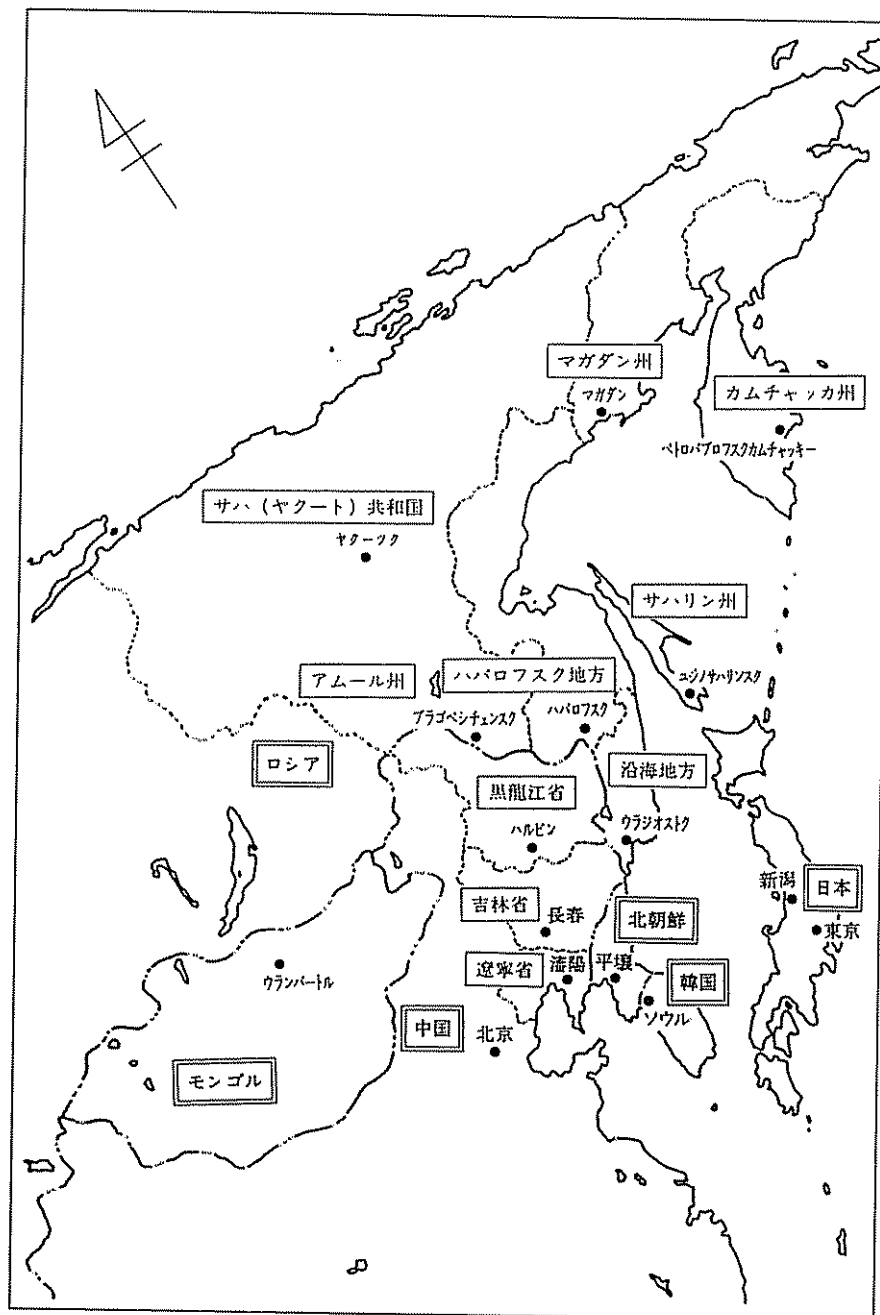 マガダン州
マガダン
カムチャッカ州
ペトロパブロフスクカムチャッキー
サハ（ヤクート）共和国
ヤクーツク
サハリン州
ユジノサハリンスク
アムール州
ハバロフスク地方
ブラゴベシチェンスク
ハバロフスク
ロシア
沿海地方
黒龍江省
ハルビン
ウラジオストク
新潟
日本
東京
吉林省
長春
北朝鮮
遼寧省
瀋陽
平壌
韓国
ソウル
ウランバートル
中国
北京
モンゴル